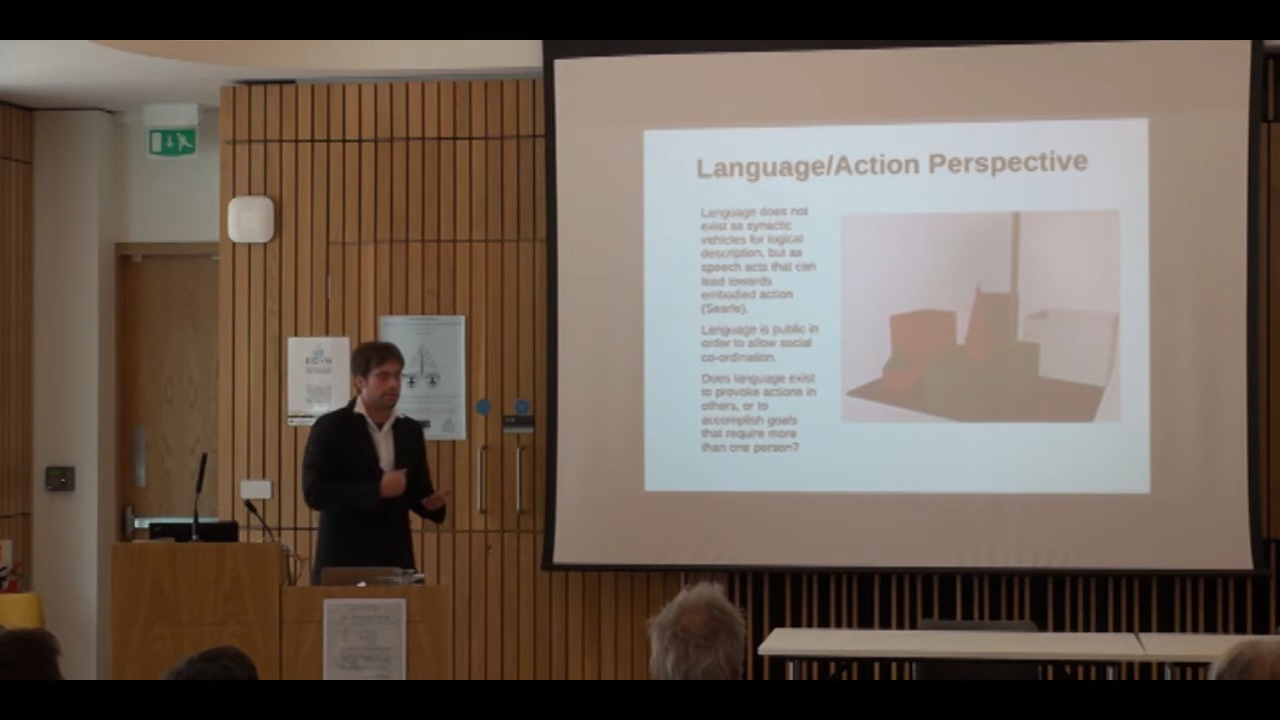 Language/Action Perspective
Language does not
exist as synactic
vehicles for logical
description, but as
speech acts that can
lead towards
embodied action
(Searle).
Language is public in
order to allow social
co-ordination.
Does language exist
to provoke actions in
others, or to
accomplish goals
that require more
than one person?